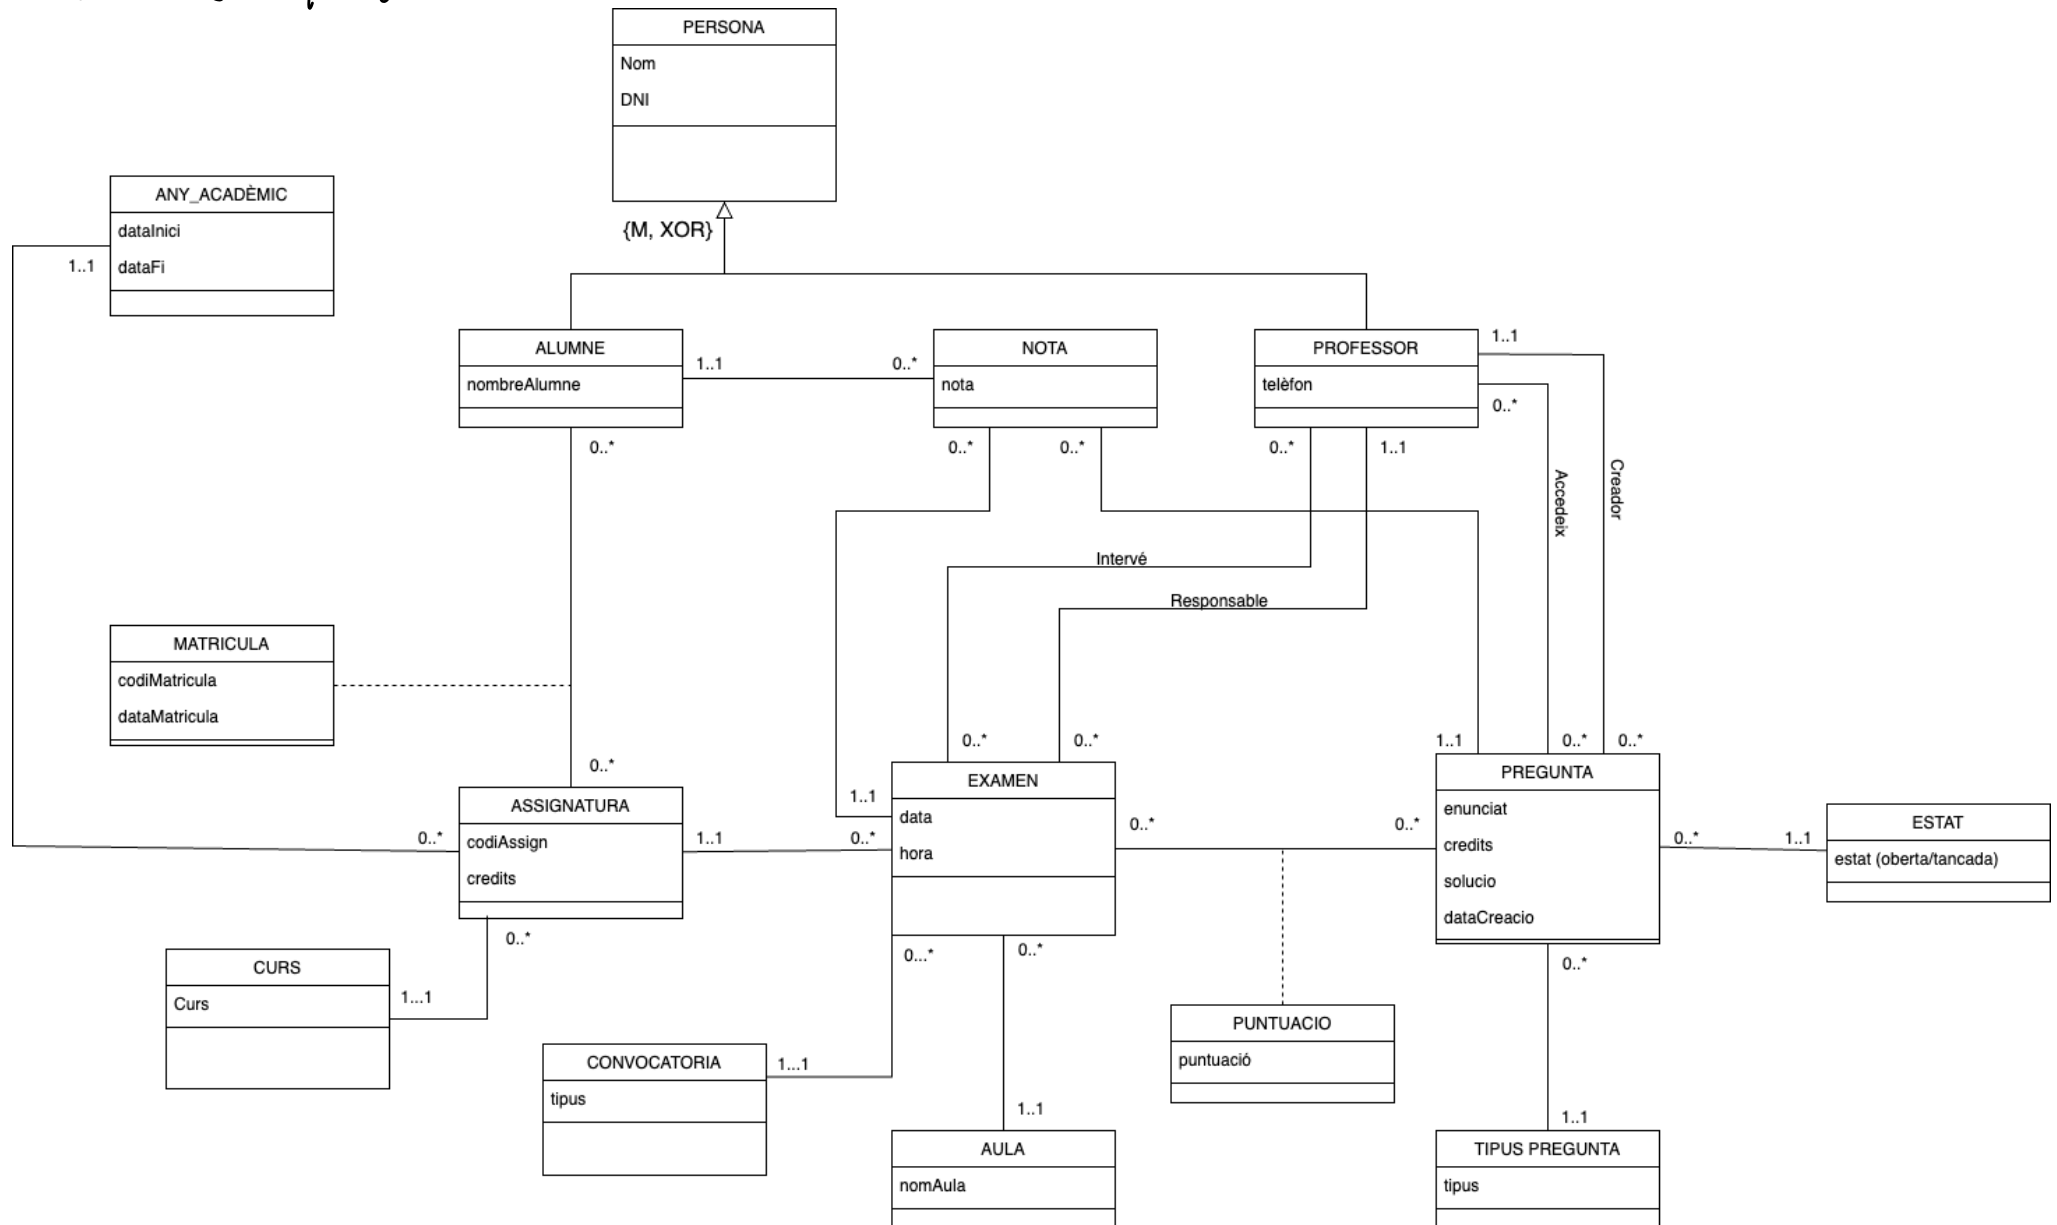 PERSONA
Nom
DNI
{M, XOR}
ANY_ACADÈMIC
dataInici
dataFi
1..1
ALUMNE
nombreAlumne
1..1
0..*
NOTA
nota
PROFESSOR
telèfon
1..1
0..*
0..*
0..*
0..*
0..*
1..1
Accedeix
Creador
Intervé
Responsable
MATRICULA
codiMatricula
dataMatricula
0..*
0..*
0..*
1..1
0..*
0..*
ASSIGNATURA
codiAssign
credits
0..*
1..1
0..*
1..1
EXAMEN
data
hora
0..*
0..*
PREGUNTA
enunciat
credits
solucio
dataCreacio
0..*
1..1
ESTAT
estat (oberta/tancada)
0..*
0...*
0..*
0..*
CURS
Curs
1...1
CONVOCATORIA
tipus
1...1
PUNTUACIO
puntuació
1..1
1..1
AULA
nomAula
TIPUS PREGUNTA
tipus